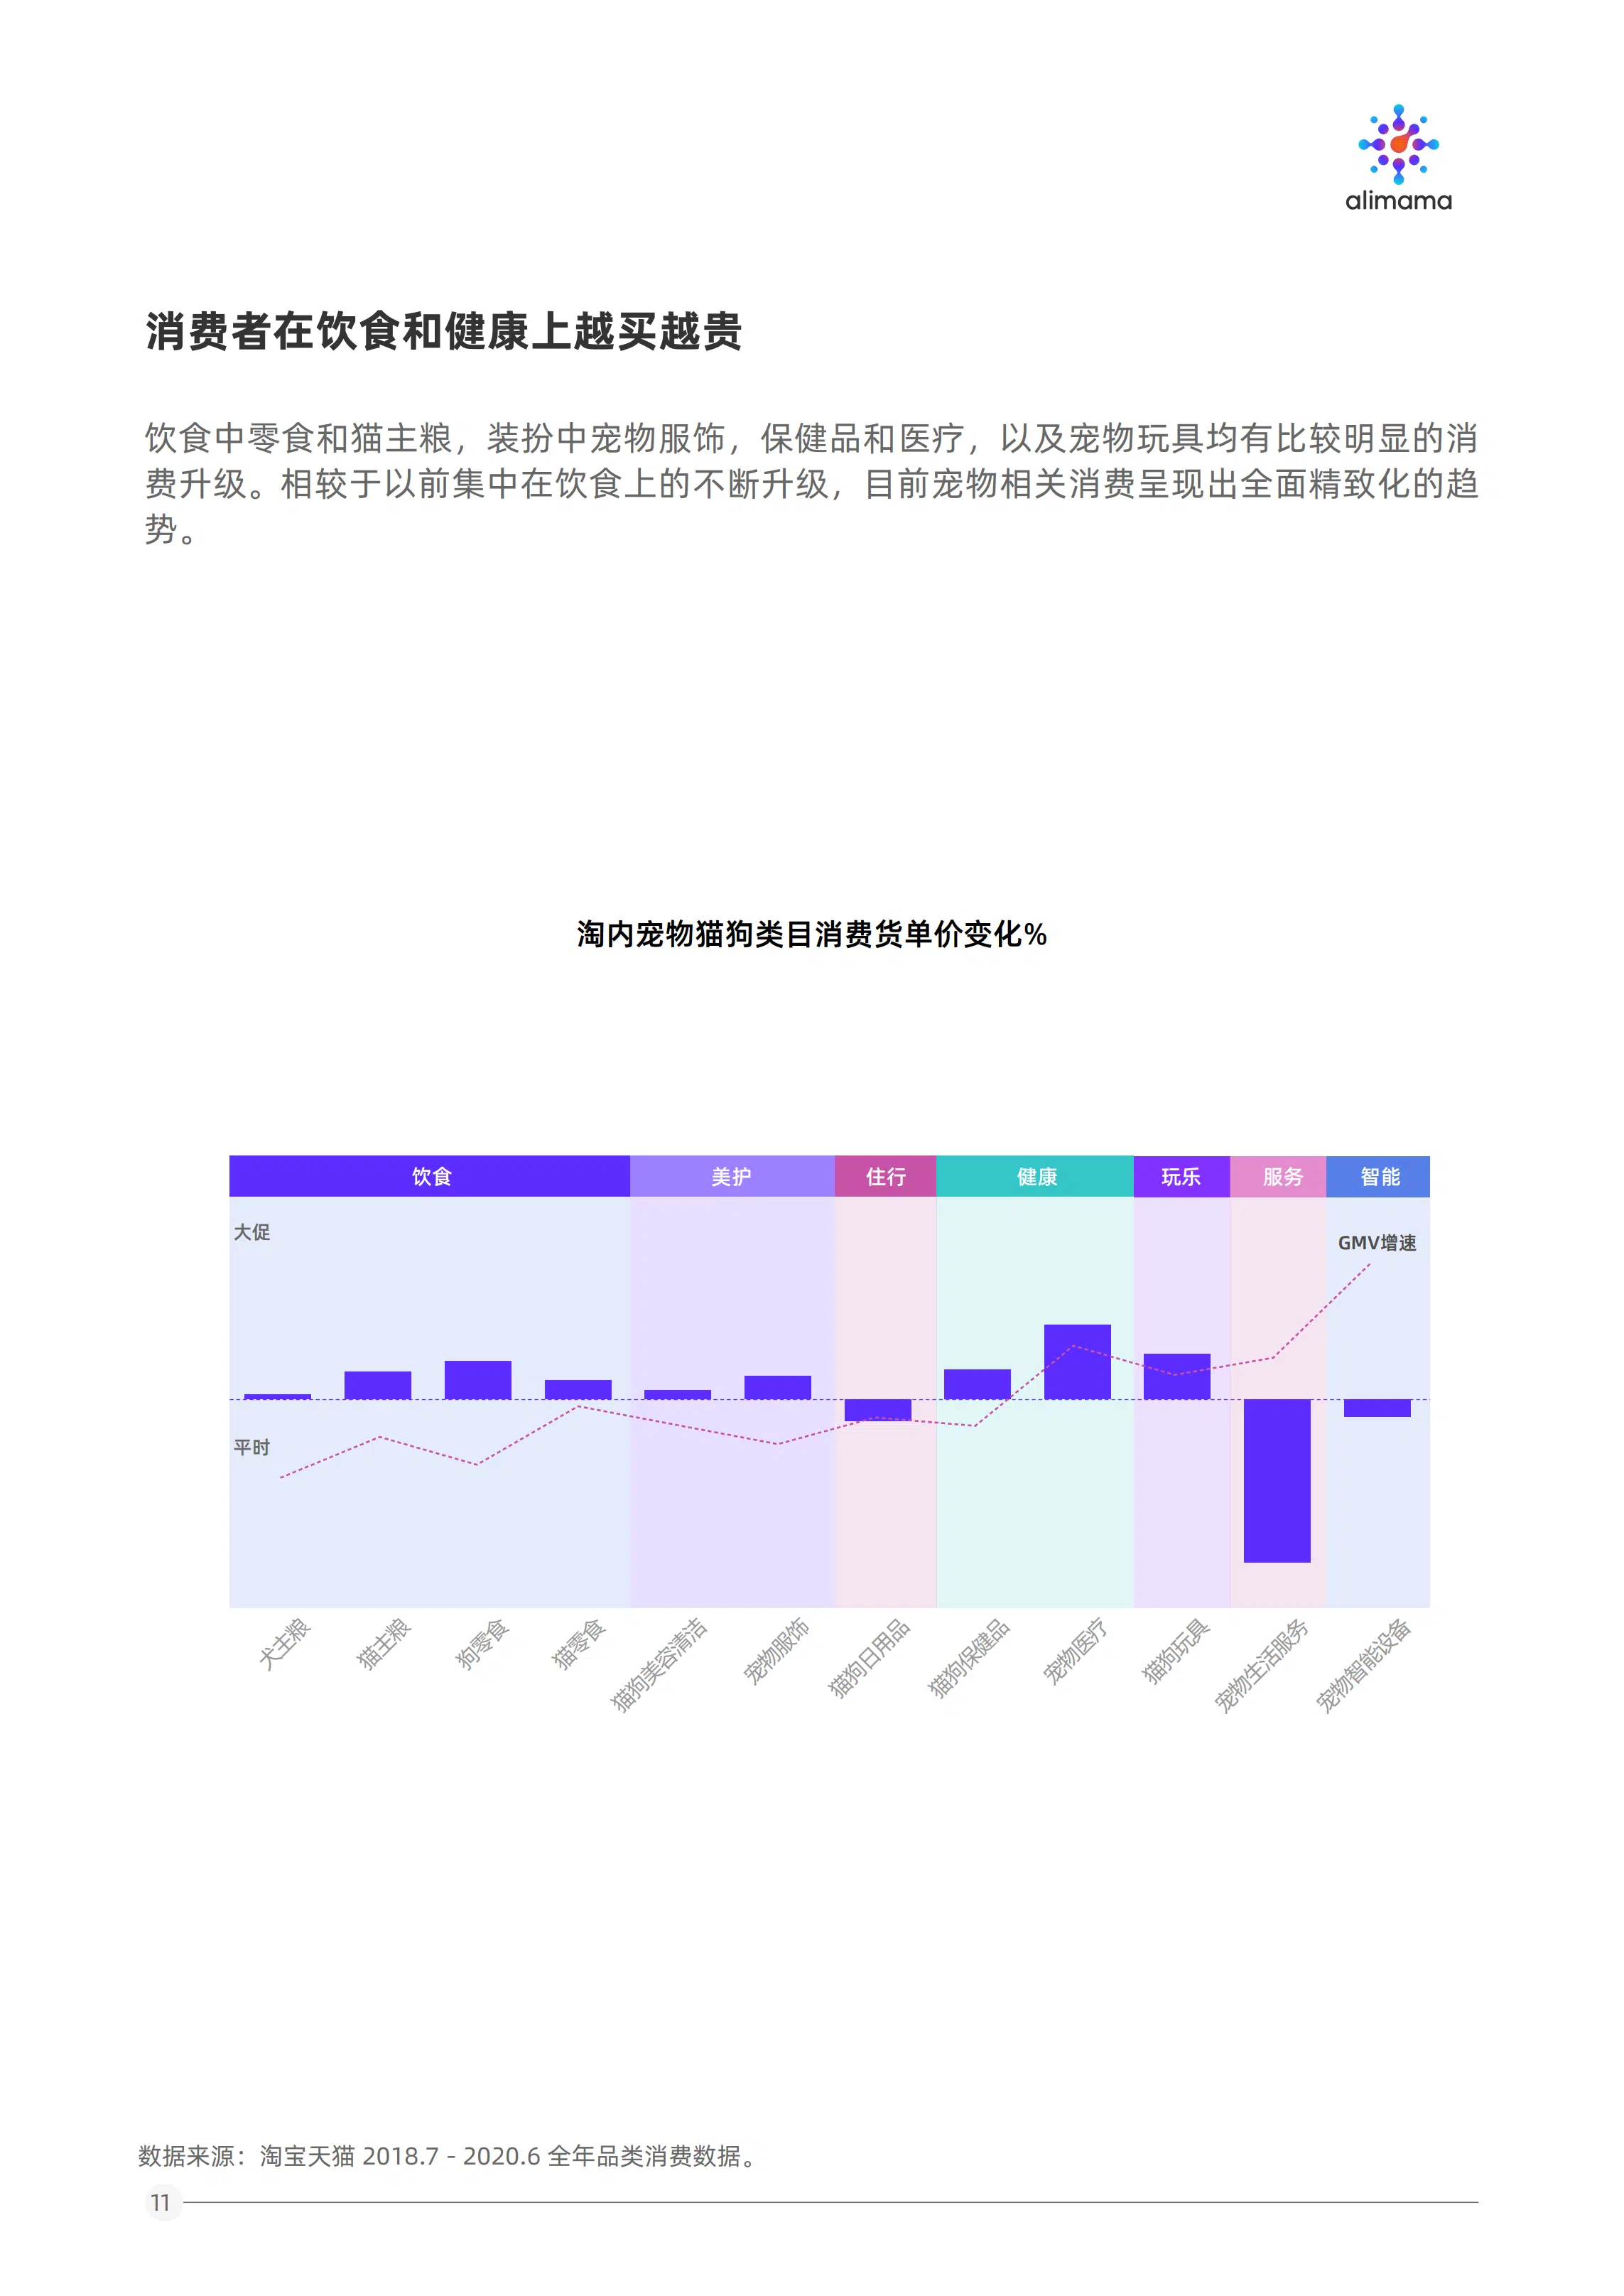 alimama
消费者在饮食和健康上越买越贵
饮食中零食和猫主粮，装扮中宠物服饰，保健品和医疗，以及宠物玩具均有比较明显的消
费升级。相较于以前集中在饮食上的不断升级，目前宠物相关消费呈现出全面精致化的趋
势。
淘内宠物猫狗类目消费货单价变化%
饮食 美护 住行 健康 玩乐 服务 智能
大促
GMV增速
平时
犬主粮 猫主粮 狗零食 猫零食 猫狗美容清洁 宠物服饰 猫狗日用品 猫狗保健品 宠物医疗 猫狗玩具 宠物生活服务 宠物智能设备
数据来源：淘宝天猫 2018.7 - 2020.6 全年品类消费数据。
11